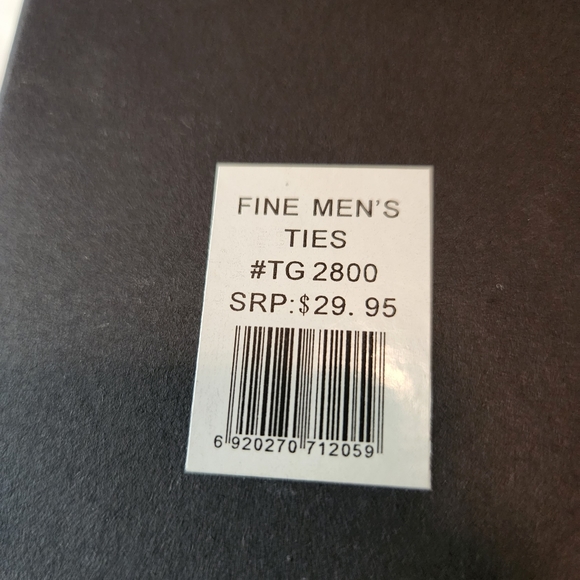 FINE MEN'S
TIES
#TG 2800
SRP:$29. 95
6 920270 712059